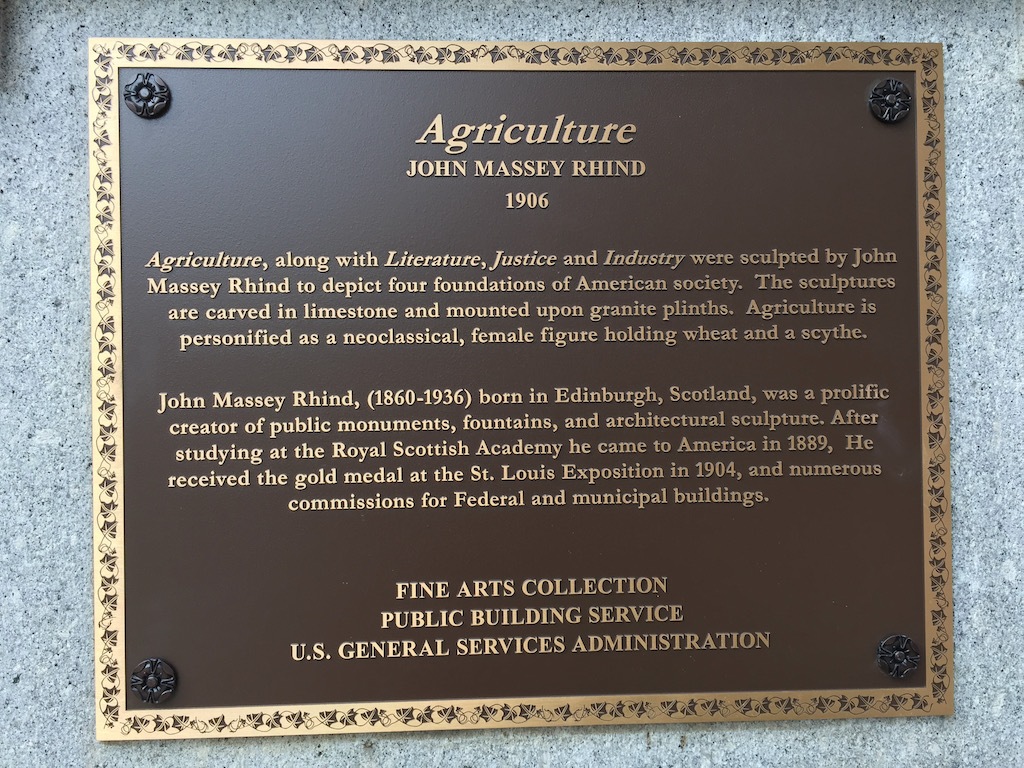 Agriculture
JOHN MASSEY RHIND
1906
Agriculture, along with Literature, Justice and Industry were sculpted by John
Massey Rhind to depict four foundations of American society. The sculptures
are carved in limestone and mounted upon granite plinths. Agriculture is
personified as a neoclassical, female figure holding wheat and a scythe.
John Massey Rhind, (1860-1936) born in Edinburgh, Scotland, was a prolific
creator of public monuments, fountains, and architectural sculpture. After
studying at the Royal Scottish Academy he came to America in 1889, He
received the gold medal at the St. Louis Exposition in 1904, and numerous
commissions for Federal and municipal buildings.
FINE ARTS COLLECTION
PUBLIC BUILDING SERVICE
U.S. GENERAL SERVICES ADMINISTRATION